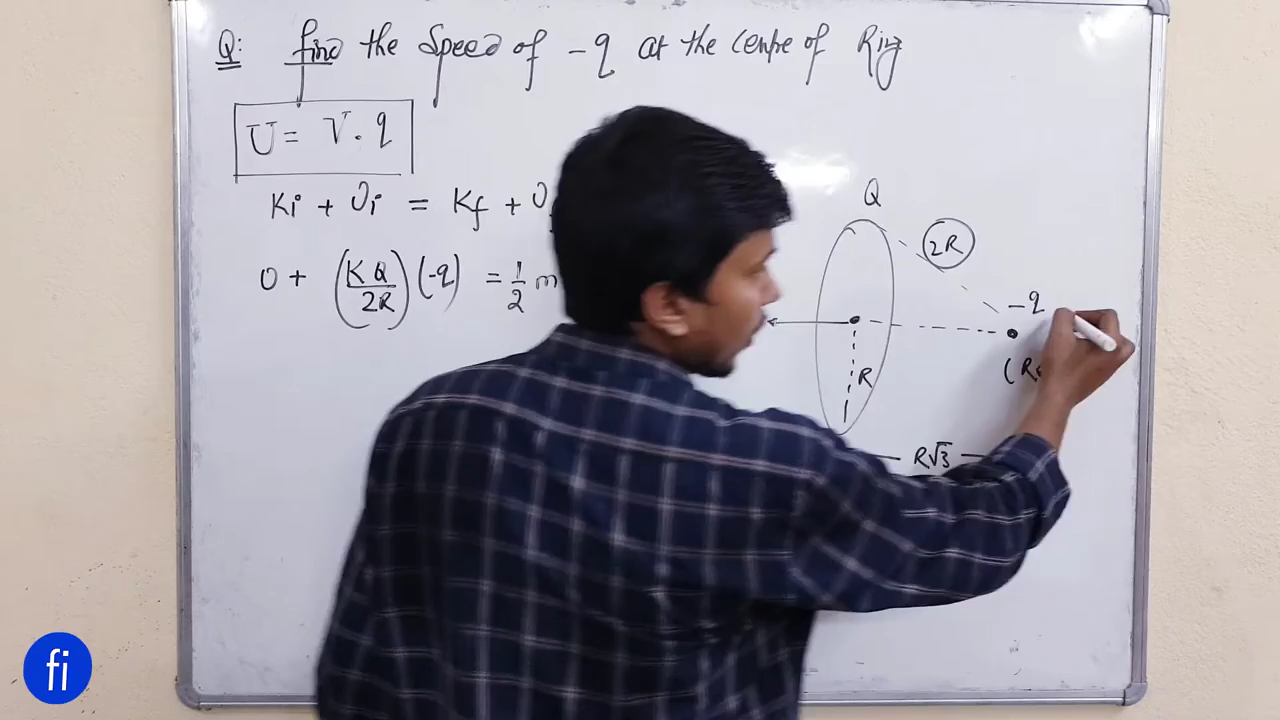 Q: find the Speed of -q at the centre of Ring
U = V . q
Ki + Ui = Kf + U
0 + (KQ/2R) (-q) = 1/2 m
Q
2R
-q
R
(Re
R√3
fi